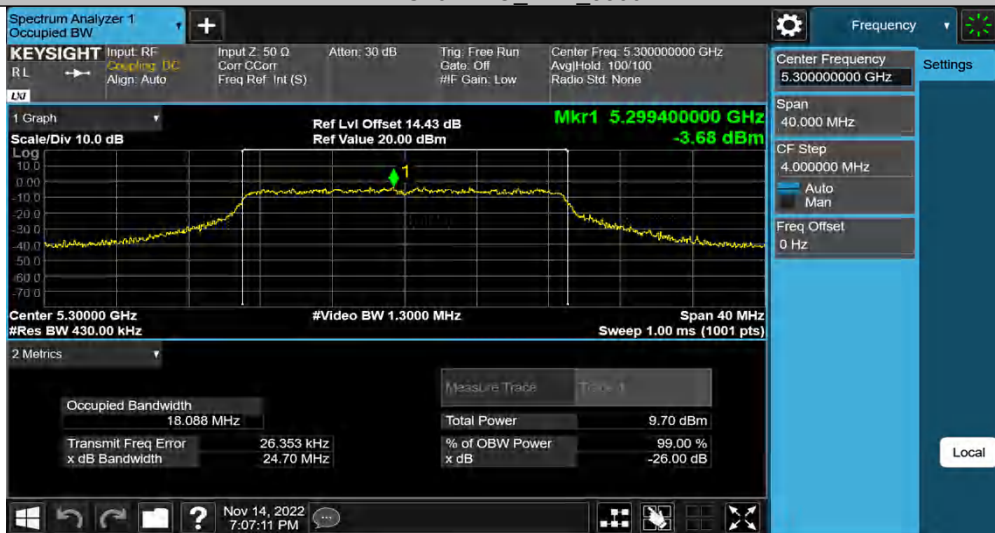 Spectrum Analyzer 1
Occupied BW
Frequency
KEYSIGHT
RL
LXI
Input: RF
Coupling: DC
Align: Auto
Input Z: 50 Ω
Corr CCorr
Freq Ref: Int (S)
Atten: 30 dB
Trig: Free Run
Gate: Off
#IF Gain: Low
Center Freq: 5.300000000 GHz
Avg|Hold: 100/100
Radio Std: None
Center Frequency
5.300000000 GHz
Settings
Span
40.000 MHz
CF Step
4.000000 MHz
Auto
Man
Freq Offset
0 Hz
1 Graph
Scale/Div 10.0 dB
Ref Lvl Offset 14.43 dB
Ref Value 20.00 dBm
Mkr1 5.299400000 GHz
-3.68 dBm
Log
10.0
0.00
-10.0
-20.0
-30.0
-40.0
-50.0
-60.0
-70.0
1
Center 5.30000 GHz
#Res BW 430.00 kHz
#Video BW 1.3000 MHz
Span 40 MHz
Sweep 1.00 ms (1001 pts)
2 Metrics
Measure Trace
Trace 1
Occupied Bandwidth
18.088 MHz
Total Power
9.70 dBm
Transmit Freq Error
26.353 kHz
% of OBW Power
99.00 %
x dB Bandwidth
24.70 MHz
x dB
-26.00 dB
Local
?
Nov 14, 2022
7:07:11 PM